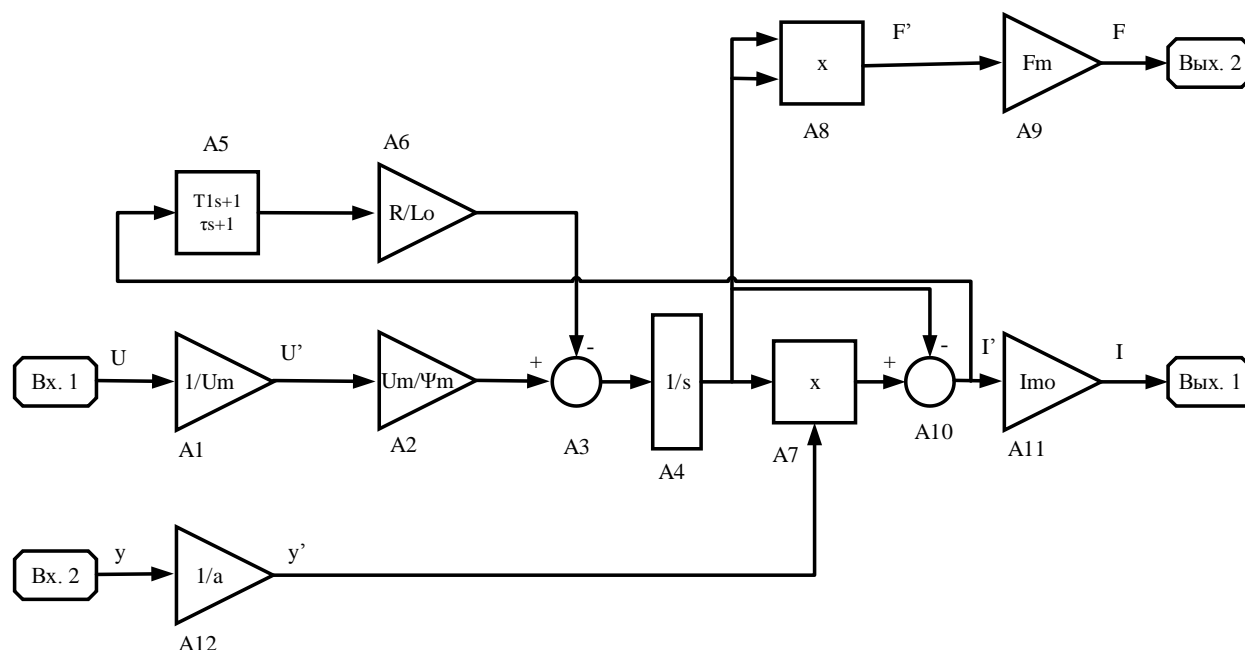 F’
F
x
Fm
Вых. 2
A8
A9
A5
A6
T1s+1
τs+1
R/Lo
-
-
U
U’
+
+
I’
I
Вх. 1
1/Um
Um/Ψm
1/s
x
Imo
Вых. 1
A1
A2
A3
A4
A7
A10
A11
y
y’
Вх. 2
1/a
A12